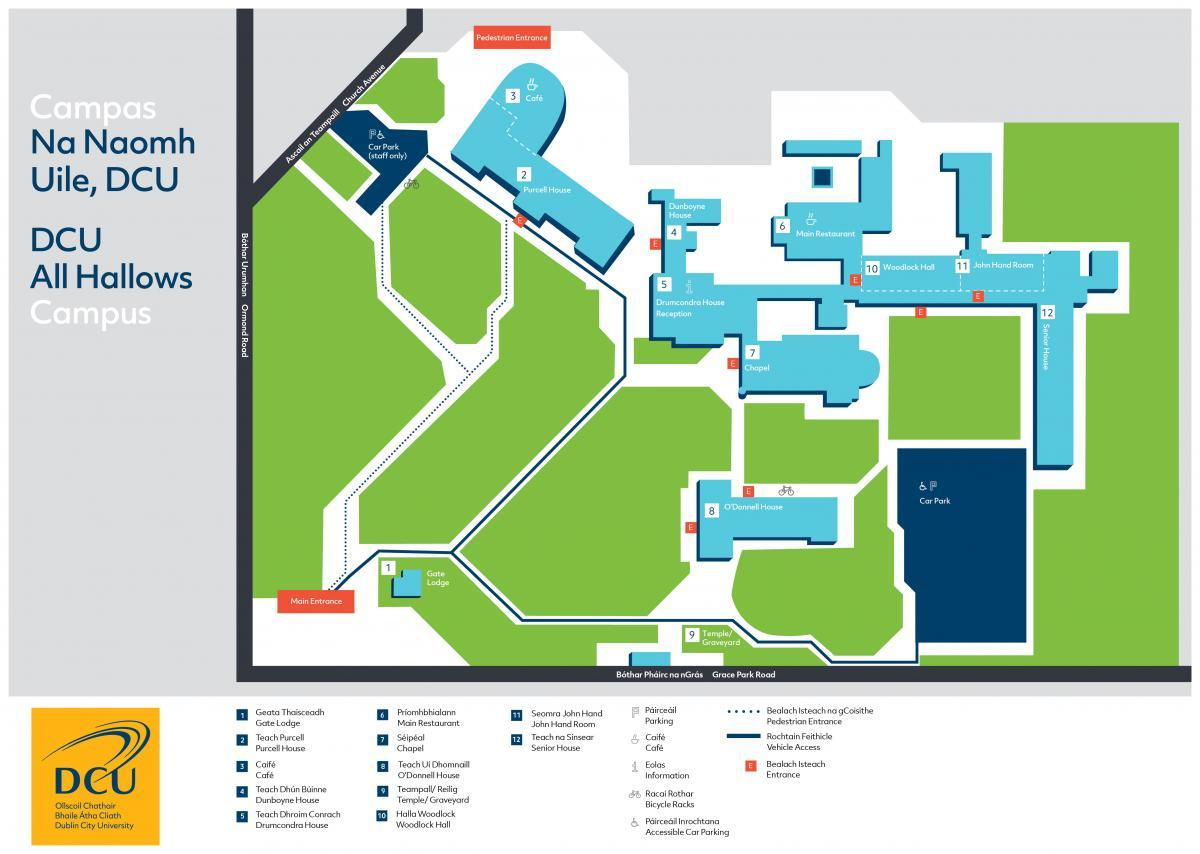 Campas
Na Naomh
Uile, DCU
DCU
All Hallows
Campus
Pedestrian Entrance
Ascail an Teampaill Church Avenue
Car Park
(staff only)
3 Café
2
Purcell House
E
Bóthar Urumhan Ormond Road
Dunboyne
House
4
E
5
Drumcondra House
Reception
6
Main Restaurant
E
10 Woodlock Hall
11 John Hand Room
E
E
12
Senior House
7
E
Chapel
E
8 O'Donnell House
E
Car Park
1
Gate
Lodge
Main Entrance
9 Temple/
Graveyard
Bóthar Pháirc na nGrás Grace Park Road
DCU
Ollscoil Chathair
Bhaile Átha Cliath
Dublin City University
1 Geata Thaisceadh
Gate Lodge
2 Teach Purcell
Purcell House
3 Caifé
Café
4 Teach Dhún Búinne
Dunboyne House
5 Teach Dhroim Conrach
Drumcondra House
6 Príomhbhialann
Main Restaurant
7 Séipéal
Chapel
8 Teach Uí Dhomnaill
O'Donnell House
9 Teampall/ Reilig
Temple/ Graveyard
10 Halla Woodlock
Woodlock Hall
11 Seomra John Hand
John Hand Room
12 Teach na Sinsear
Senior House
Páirceáil
Parking
Caifé
Café
Eolas
Information
Racaí Rothar
Bicycle Racks
Páirceáil Inrochtana
Accessible Car Parking
Bealach Isteach na gCoisithe
Pedestrian Entrance
Rochtain Feithicle
Vehicle Access
E Bealach Isteach
Entrance